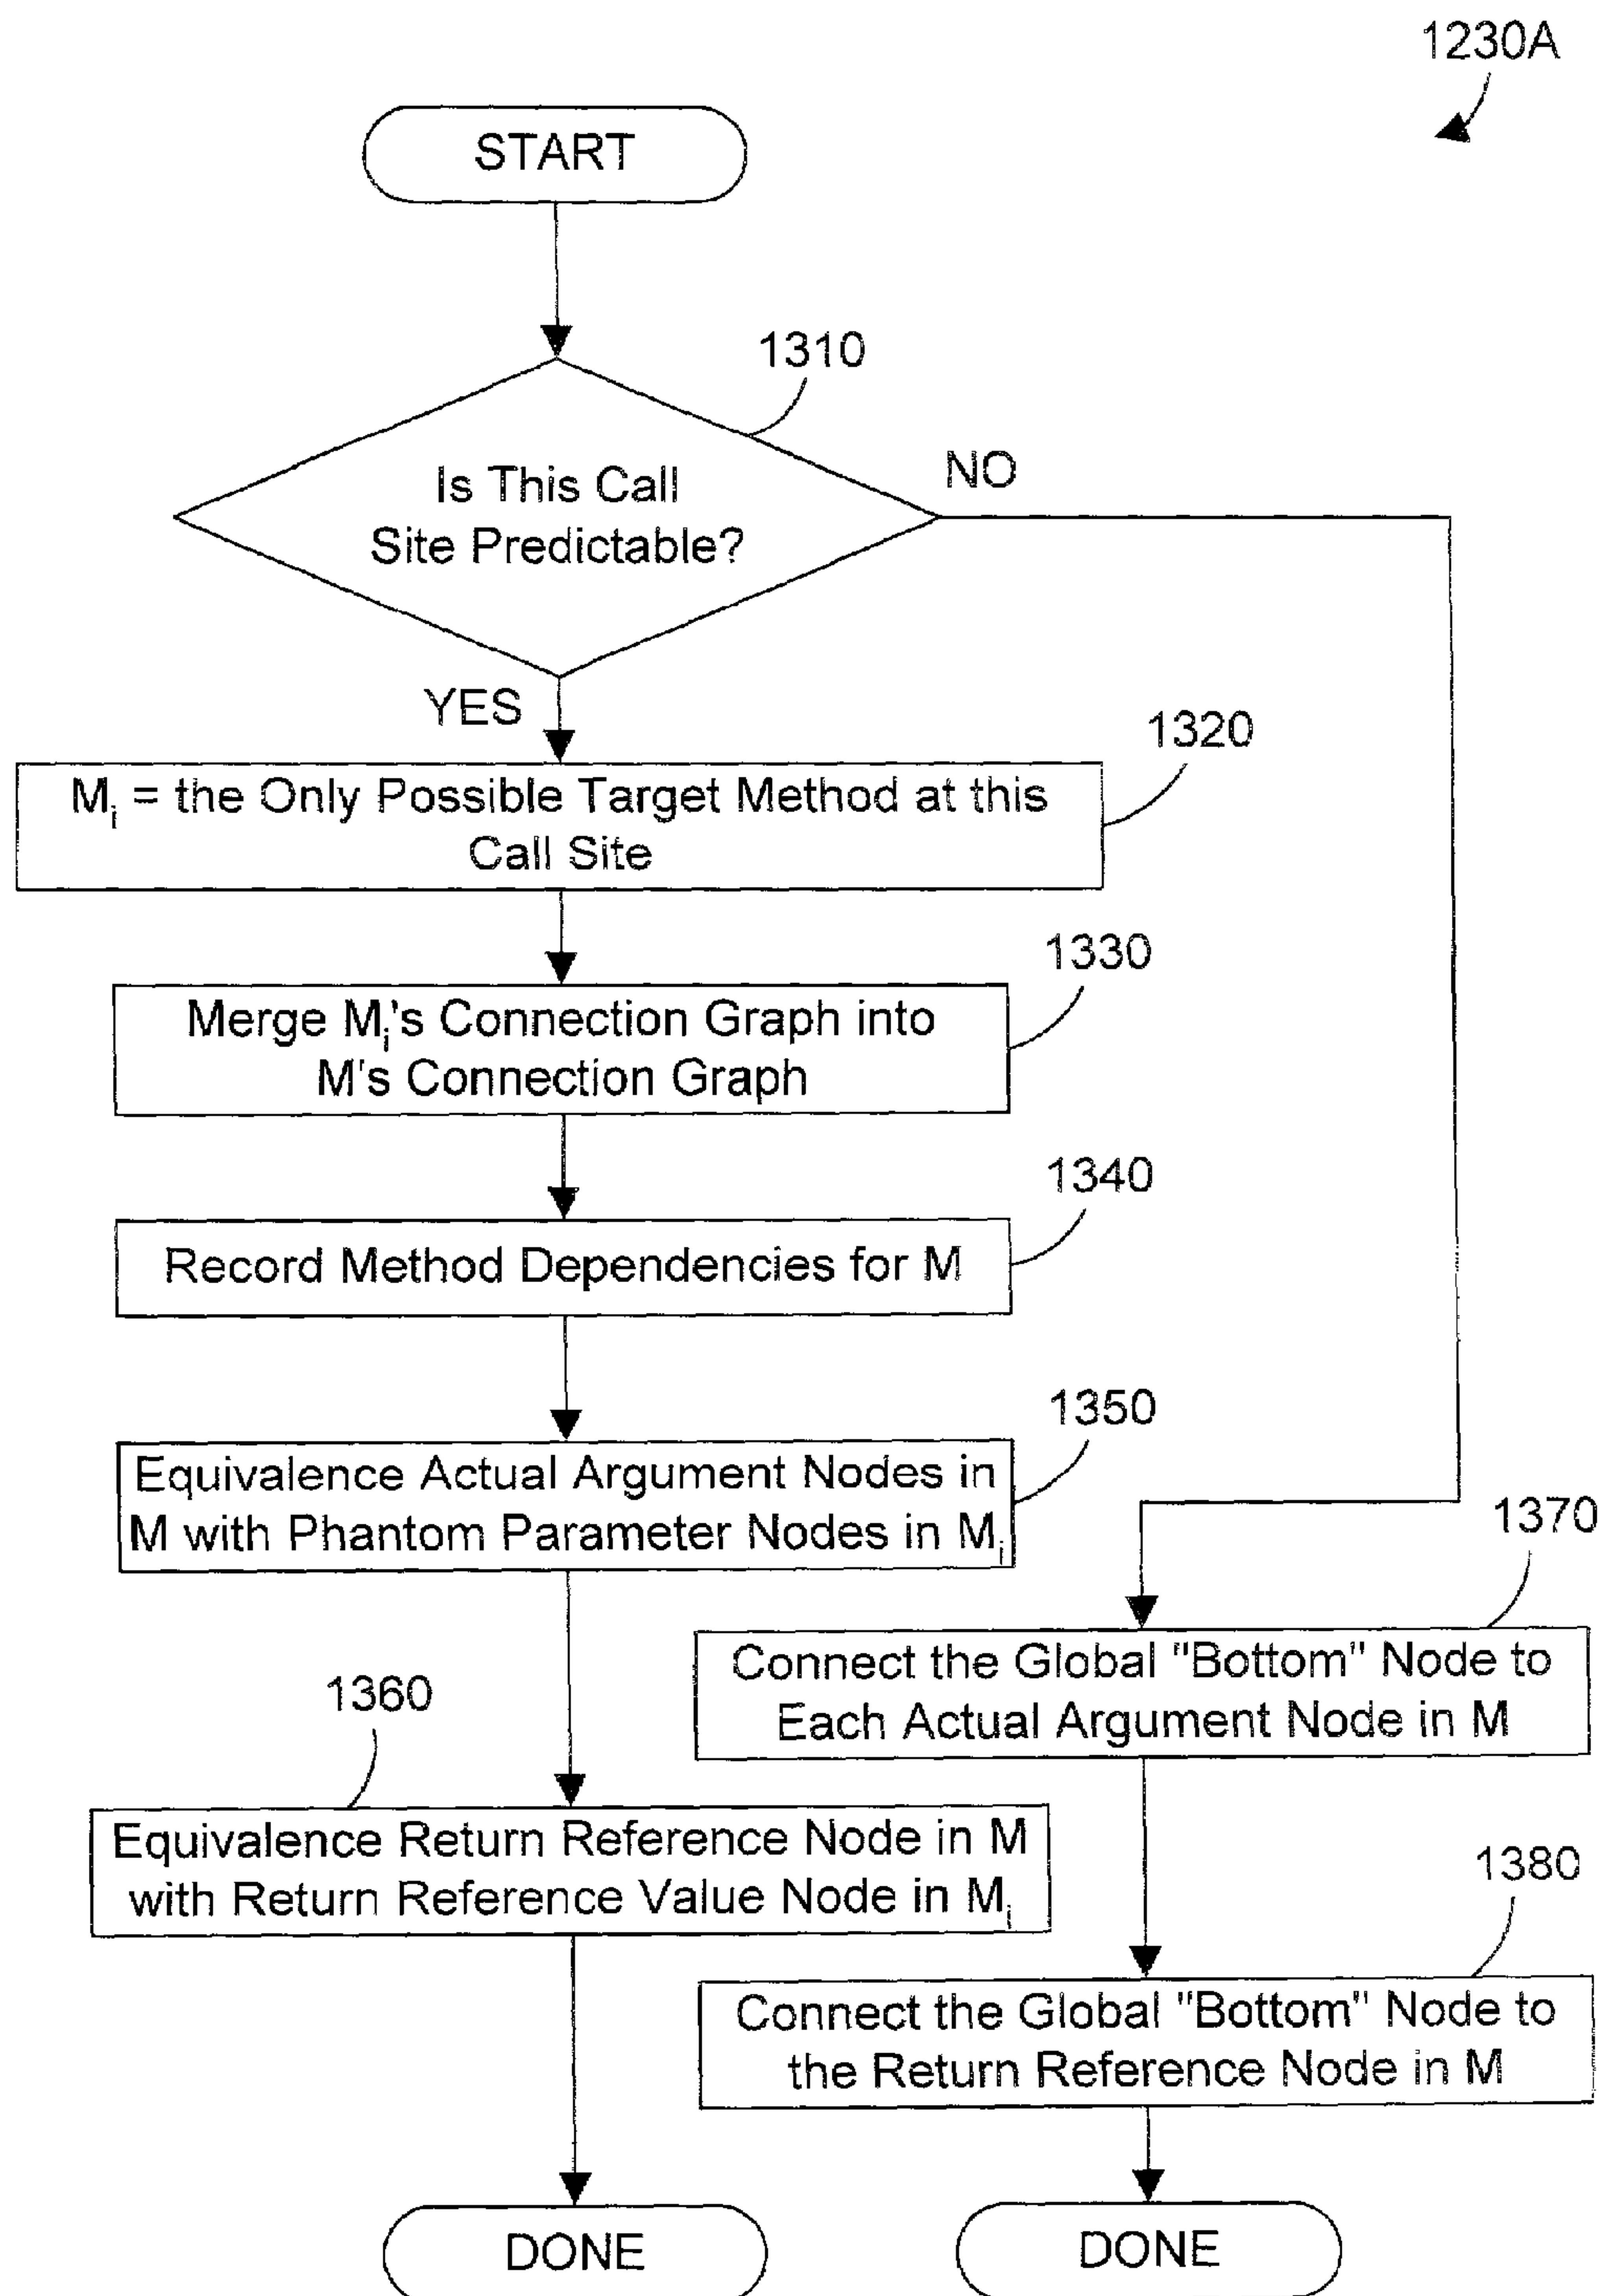 1230A
START
1310
Is This Call
Site Predictable?
NO
YES
1320
Mi = the Only Possible Target Method at this
Call Site
1330
Merge Mi's Connection Graph into
M's Connection Graph
1340
Record Method Dependencies for M
1350
Equivalence Actual Argument Nodes in
M with Phantom Parameter Nodes in Mi
1370
Connect the Global "Bottom" Node to
Each Actual Argument Node in M
1360
Equivalence Return Reference Node in M
with Return Reference Value Node in Mi
1380
Connect the Global "Bottom" Node to
the Return Reference Node in M
DONE
DONE